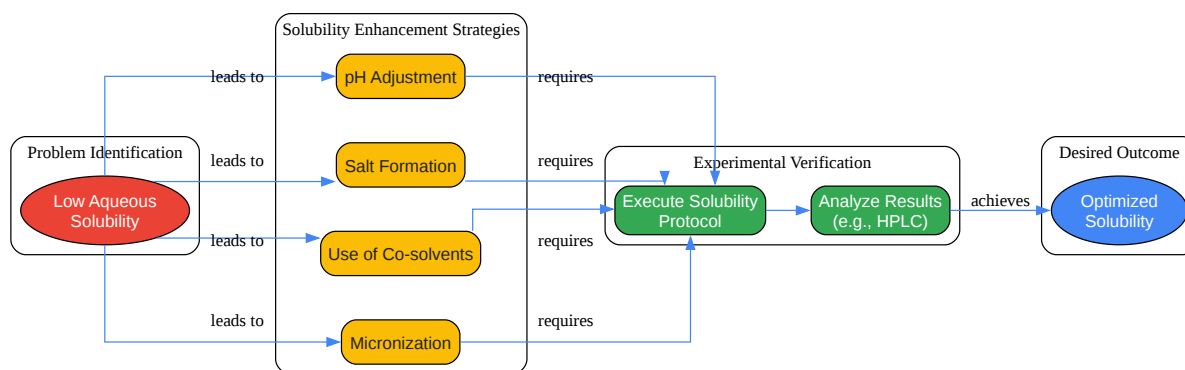 Problem Identification
Low Aqueous
Solubility
leads to
leads to
leads to
leads to
Solubility Enhancement Strategies
pH Adjustment
Salt Formation
Use of Co-solvents
Micronization
requires
requires
requires
requires
Experimental Verification
Execute Solubility
Protocol
Analyze Results
(e.g., HPLC)
achieves
Desired Outcome
Optimized
Solubility